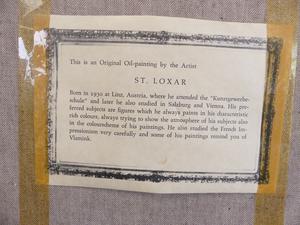 This is an Original Oil-painting by the Artist
ST. LOXAR
Born in 1930 at Linz, Austria, where he attended the "Kunstgewerbe-
schule" and later he also studied in Salzburg and Vienna. His pre-
ferred subjects are figures which he always paints in his characteristic
rich colours, always trying to show the atmosphere of his subjects also
in the colourscheme of his paintings. He also studied the French Im-
pressionism very carefully and some of his paintings remind you of
Vlamink.